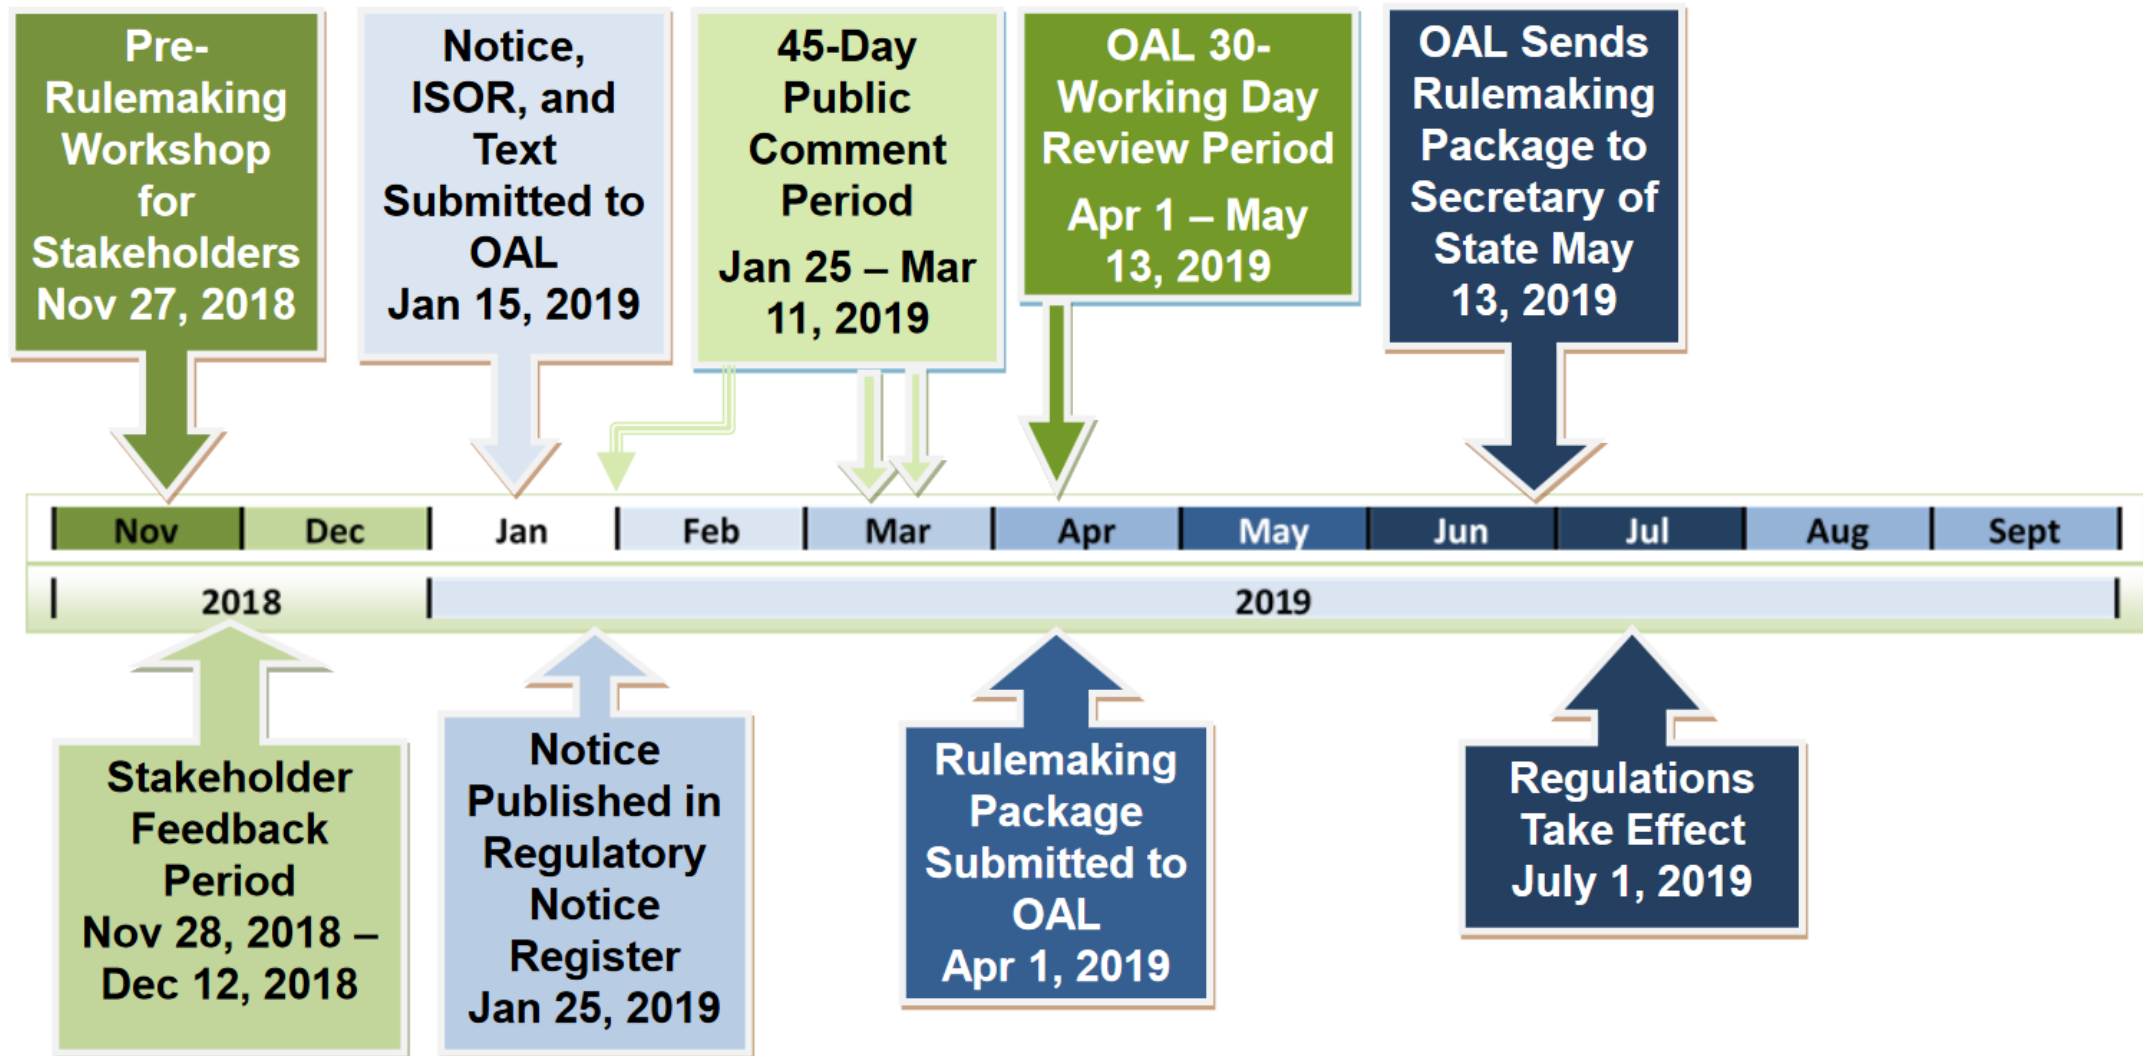 Pre-
Rulemaking
Workshop
for
Stakeholders
Nov 27, 2018
Notice,
ISOR, and
Text
Submitted to
OAL
Jan 15, 2019
45-Day
Public
Comment
Period
Jan 25 – Mar
11, 2019
OAL 30-
Working Day
Review Period
Apr 1 – May
13, 2019
OAL Sends
Rulemaking
Package to
Secretary of
State May
13, 2019
Nov Dec Jan Feb Mar Apr May Jun Jul Aug Sept
2018 2019
Stakeholder
Feedback
Period
Nov 28, 2018 –
Dec 12, 2018
Notice
Published in
Regulatory
Notice
Register
Jan 25, 2019
Rulemaking
Package
Submitted to
OAL
Apr 1, 2019
Regulations
Take Effect
July 1, 2019